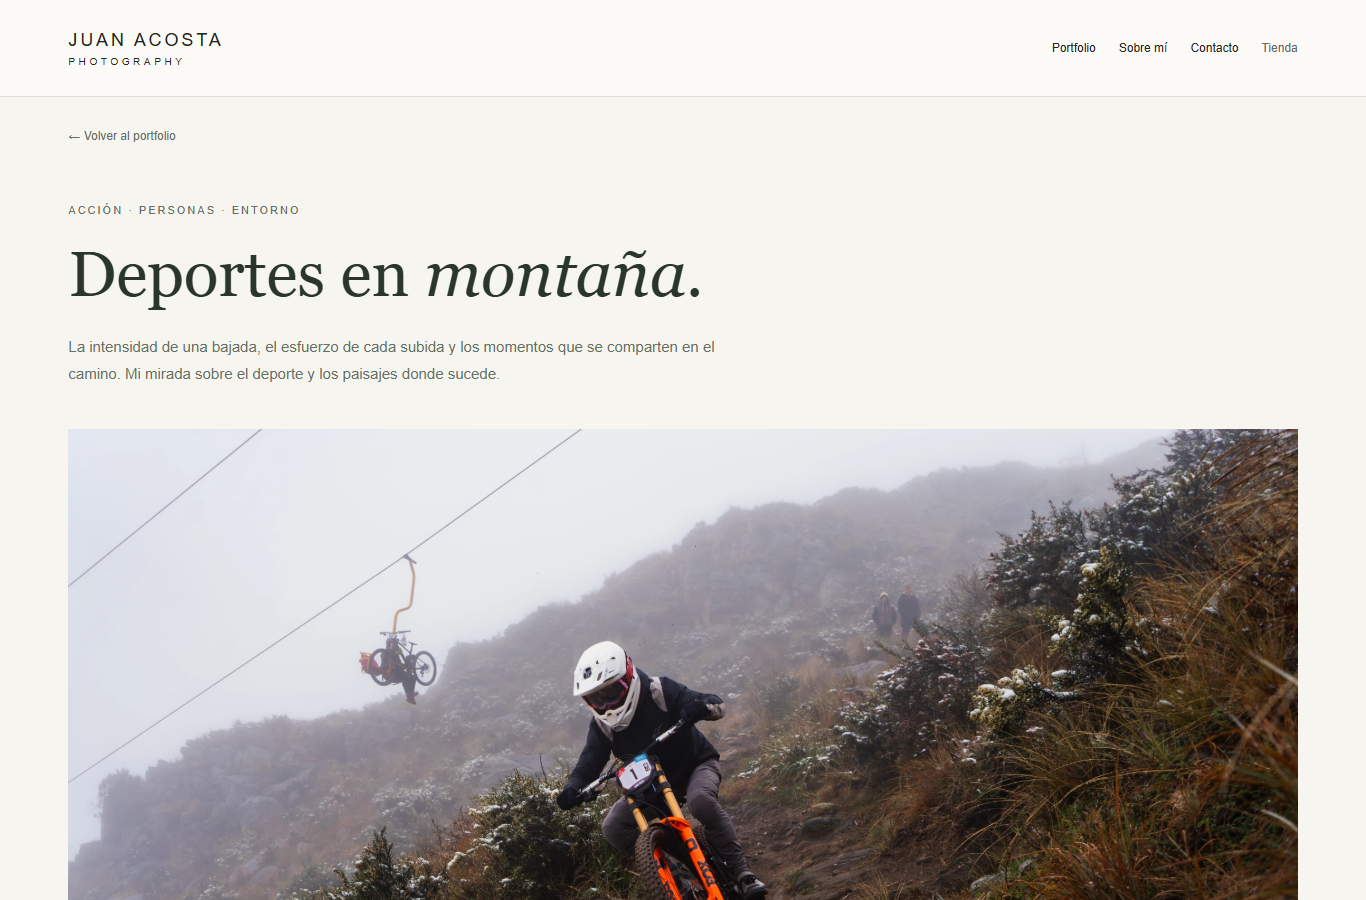 JUAN ACOSTA
PHOTOGRAPHY
Portfolio Sobre mí Contacto Tienda
← Volver al portfolio
ACCIÓN · PERSONAS · ENTORNO
Deportes en montaña.
La intensidad de una bajada, el esfuerzo de cada subida y los momentos que se comparten en el
camino. Mi mirada sobre el deporte y los paisajes donde sucede.
1